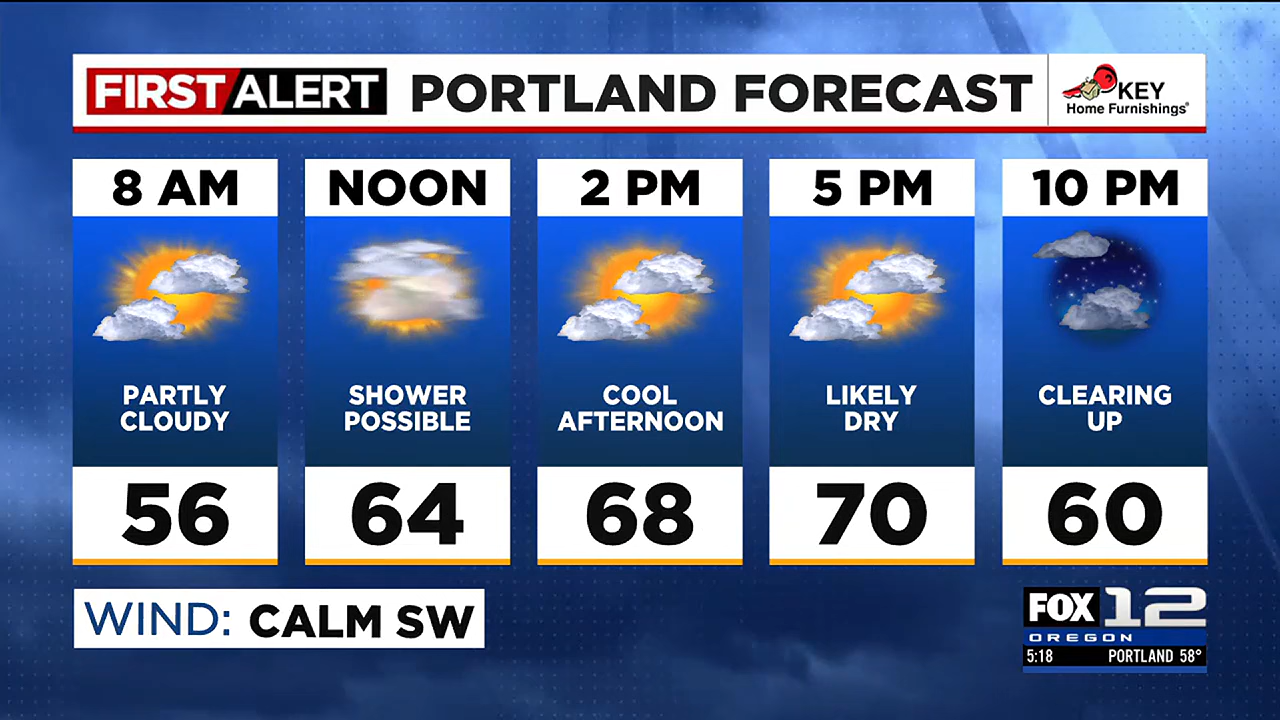 FIRST ALERT PORTLAND FORECAST
KEY
Home Furnishings®
8 AM
PARTLY
CLOUDY
56
NOON
SHOWER
POSSIBLE
64
2 PM
COOL
AFTERNOON
68
5 PM
LIKELY
DRY
70
10 PM
CLEARING
UP
60
WIND: CALM SW
FOX 12
OREGON
5:18 PORTLAND 58°